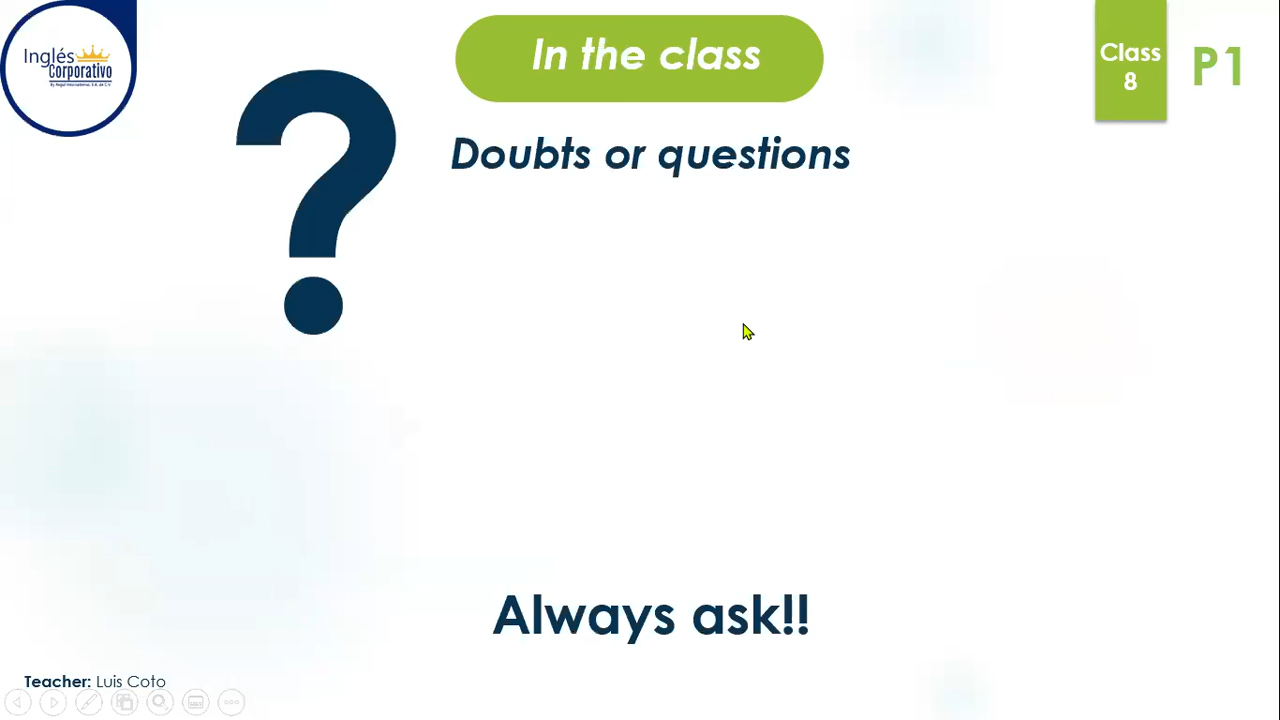 Inglés
Corporativo
In the class
Class
8
P1
?
Doubts or questions
Always ask!!
Teacher: Luis Coto